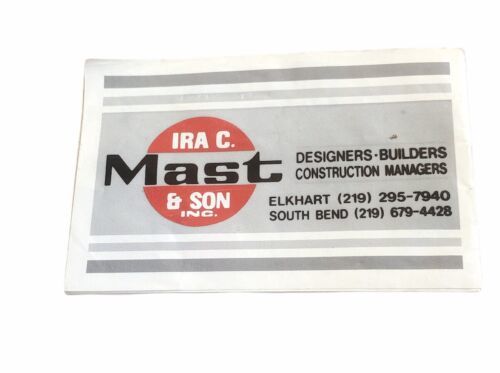 IRA C.
Mast
& SON
INC.
DESIGNERS·BUILDERS
CONSTRUCTION MANAGERS
ELKHART (219) 295-7940
SOUTH BEND (219) 679-4428